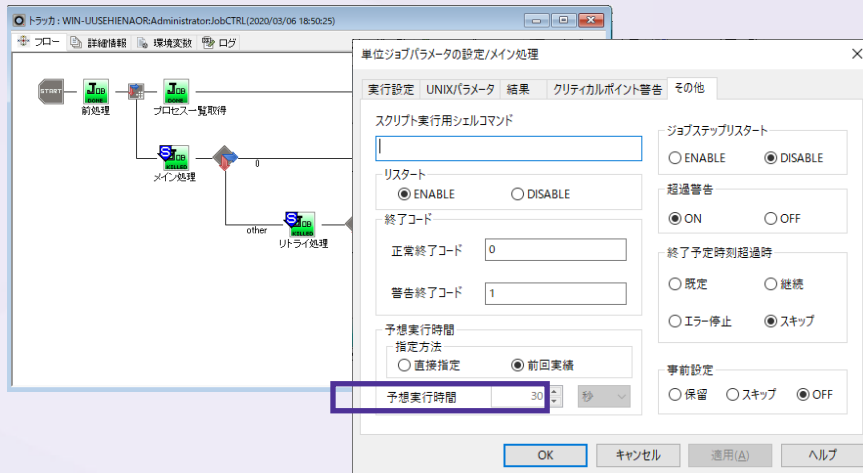 トラッカ : WIN-UUSEHIENAOR:Administrator:JobCTRL(2020/03/06 18:50:25)
フロー 詳細情報 環境変数 ログ
START
JOB DONE
前処理
JOB DONE
プロセス一覧取得
S JOB KILLED
メイン処理
0
other
S JOB KILLED
リトライ処理
単位ジョブパラメータの設定/メイン処理
実行設定 UNIXパラメータ 結果 クリティカルポイント警告 その他
スクリプト実行用シェルコマンド
リスタート
ENABLE DISABLE
終了コード
正常終了コード 0
警告終了コード 1
予想実行時間
指定方法
直接指定 前回実績
予想実行時間 30 秒
ジョブステップリスタート
ENABLE DISABLE
超過警告
ON OFF
終了予定時刻超過時
既定 継続
エラー停止 スキップ
事前設定
保留 スキップ OFF
OK キャンセル 適用(A) ヘルプ